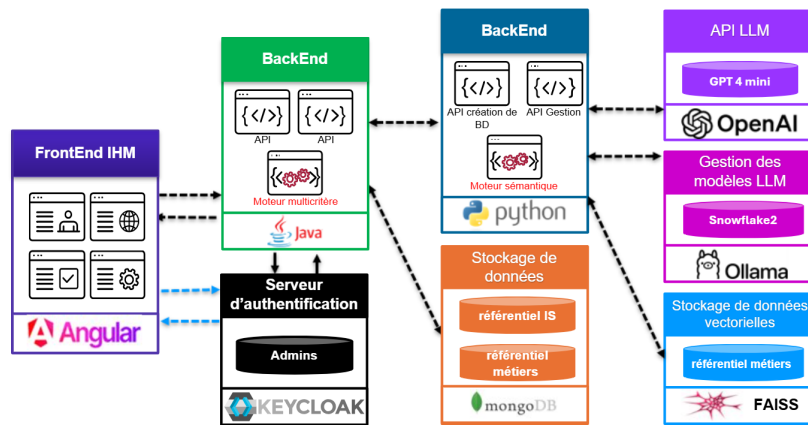 FrontEnd IHM
Angular
BackEnd
{</>}
{</>}
API
API
Moteur multicritère
Java
Serveur
d'authentification
Admins
KEYCLOAK
BackEnd
{</>}
{</>}
API création de
BD
API Gestion
Moteur sémantique
python
Stockage de
données
référentiel IS
référentiel
métiers
mongoDB
API LLM
GPT 4 mini
OpenAI
Gestion des
modèles LLM
Snowflake2
Ollama
Stockage de données
vectorielles
référentiel métiers
FAISS